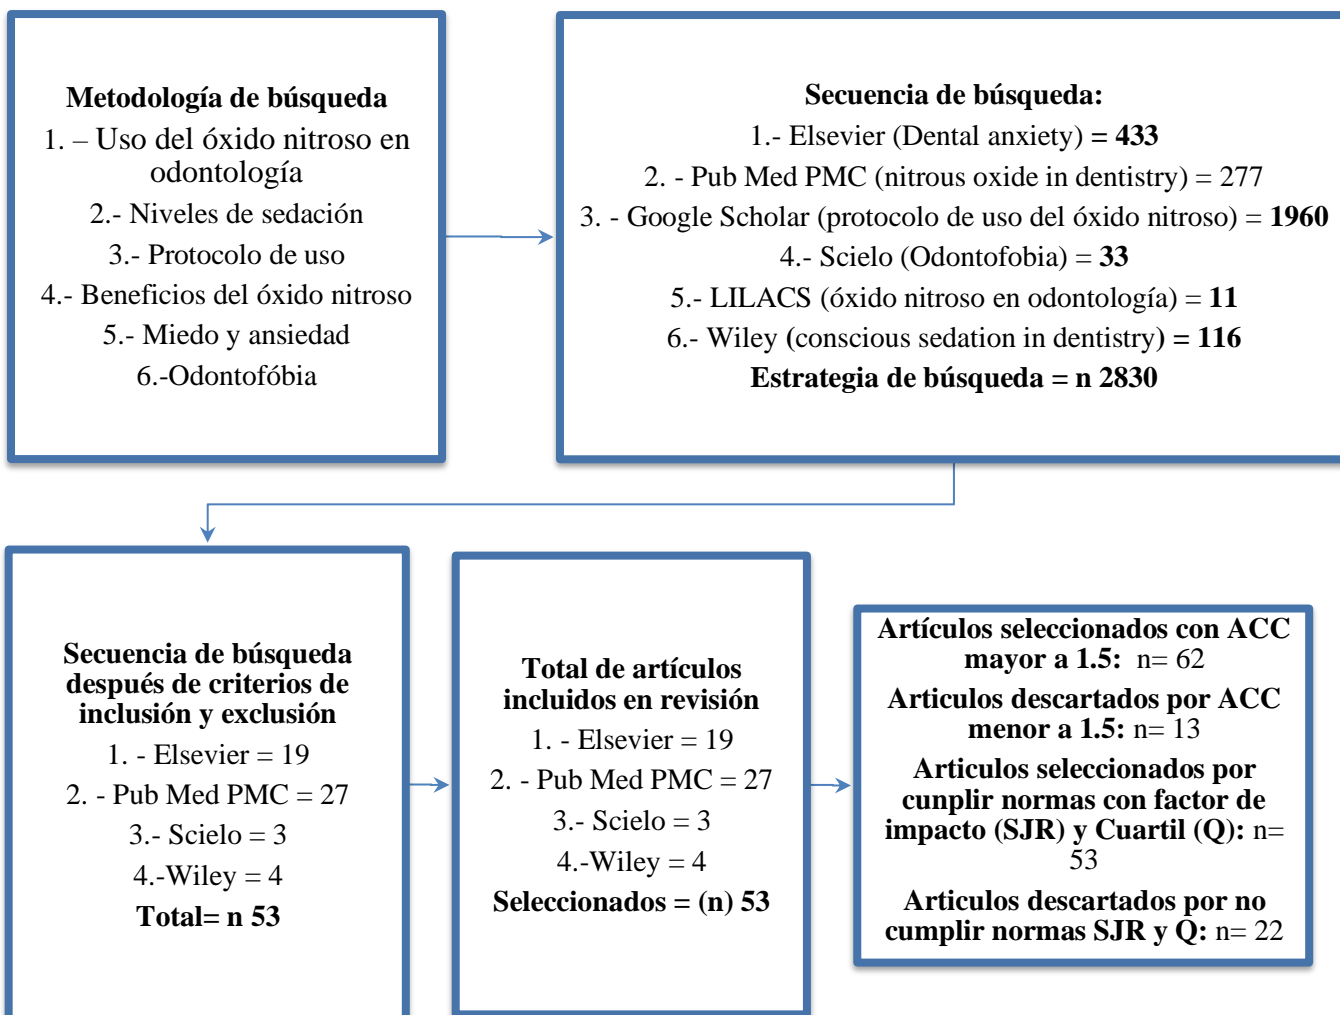 Metodología de búsqueda
1. – Uso del óxido nitroso en
odontología
2.- Niveles de sedación
3.- Protocolo de uso
4.- Beneficios del óxido nitroso
5.- Miedo y ansiedad
6.-Odontofóbia
Secuencia de búsqueda:
1.- Elsevier (Dental anxiety) = 433
2. - Pub Med PMC (nitrous oxide in dentistry) = 277
3. - Google Scholar (protocolo de uso del óxido nitroso) = 1960
4.- Scielo (Odontofobia) = 33
5.- LILACS (óxido nitroso en odontología) = 11
6.- Wiley (conscious sedation in dentistry) = 116
Estrategia de búsqueda = n 2830
Secuencia de búsqueda
después de criterios de
inclusión y exclusión
1. - Elsevier = 19
2. - Pub Med PMC = 27
3.- Scielo = 3
4.-Wiley = 4
Total= n 53
Total de artículos
incluidos en revisión
1. - Elsevier = 19
2. - Pub Med PMC = 27
3.- Scielo = 3
4.-Wiley = 4
Seleccionados = (n) 53
Artículos seleccionados con ACC
mayor a 1.5: n= 62
Articulos descartados por ACC
menor a 1.5: n= 13
Articulos seleccionados por
cunplir normas con factor de
impacto (SJR) y Cuartil (Q): n=
53
Articulos descartados por no
cumplir normas SJR y Q: n= 22